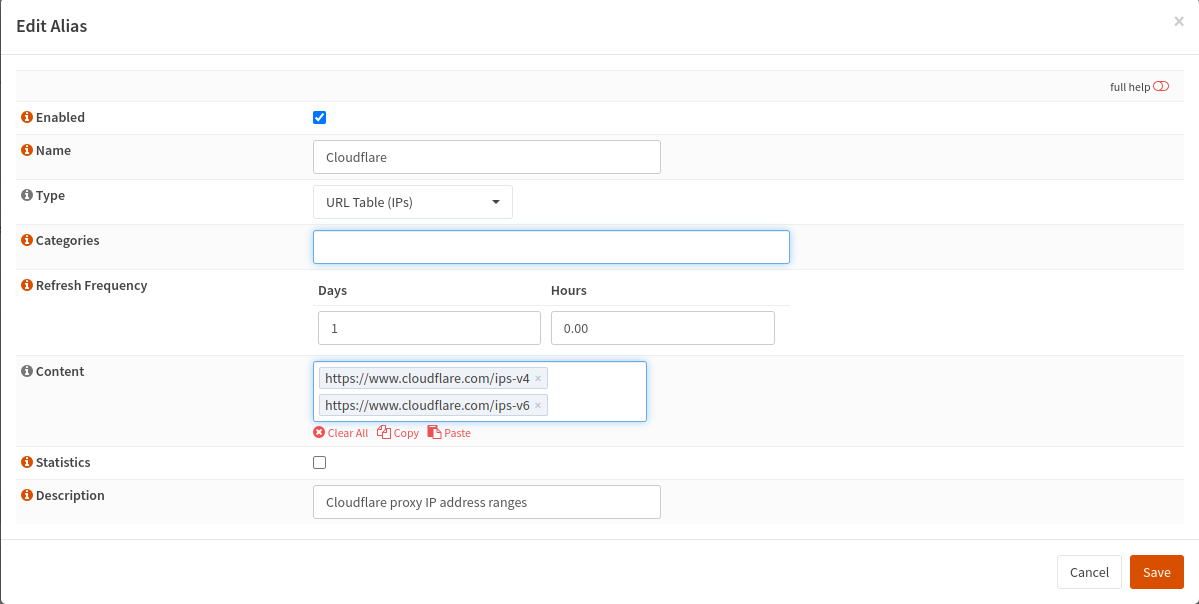 Edit Alias
×
full help
Enabled
Name
Cloudflare
Type
URL Table (IPs)
Categories
Refresh Frequency
Days Hours
1 0.00
Content
https://www.cloudflare.com/ips-v4 ×
https://www.cloudflare.com/ips-v6 ×
Clear All Copy Paste
Statistics
Description
Cloudflare proxy IP address ranges
Cancel Save